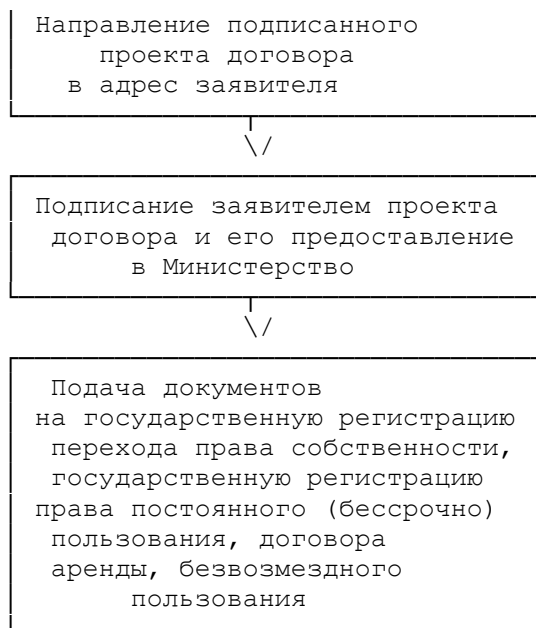 Направление подписанного
проекта договора
в адрес заявителя
\/
Подписание заявителем проекта
договора и его предоставление
в Министерство
\/
Подача документов
на государственную регистрацию
перехода права собственности,
государственную регистрацию
права постоянного (бессрочно)
пользования, договора
аренды, безвозмездного
пользования